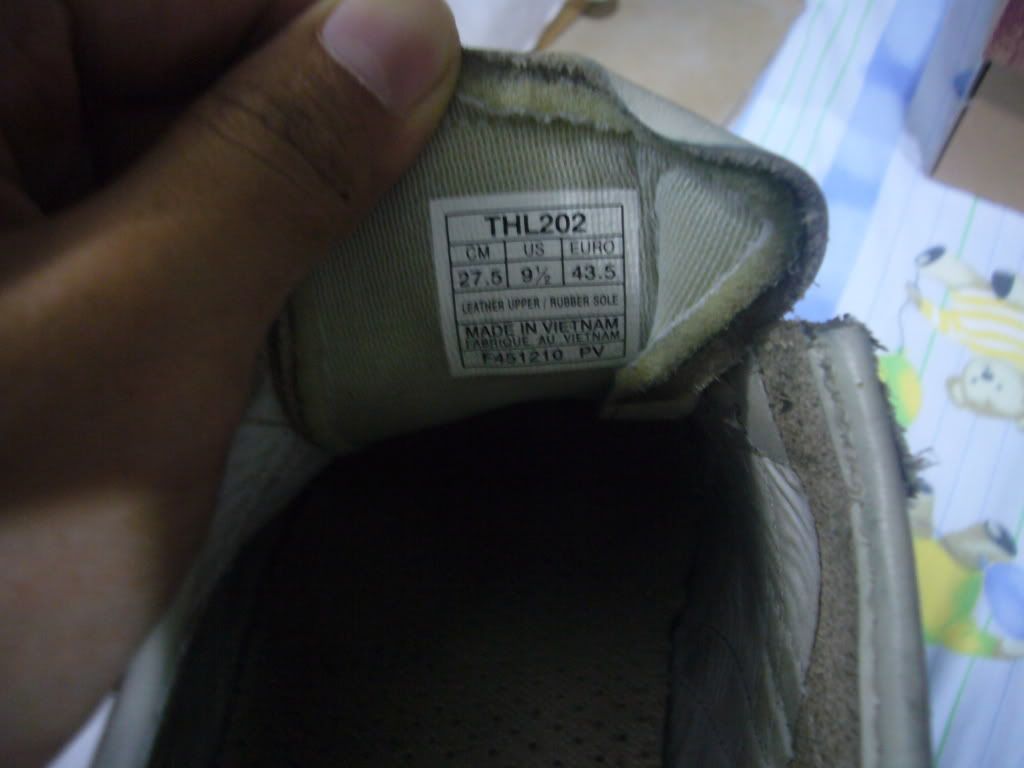 THL202
CM US EURO
27.5 9½ 43.5
LEATHER UPPER / RUBBER SOLE
MADE IN VIETNAM
FABRIQUE AU VIETNAM
F451210 PV